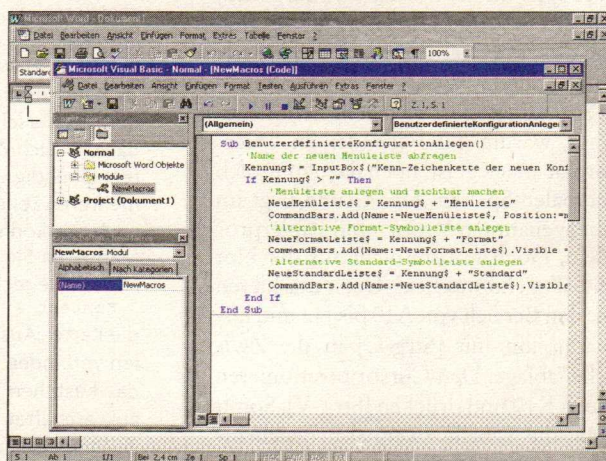 Microsoft Word - Dokument1
Datei Bearbeiten Ansicht Einfügen Format Extras Tabelle Fenster ?
100%
Standard
Microsoft Visual Basic - Normal - [NewMacros (Code)]
Datei Bearbeiten Ansicht Einfügen Format Testen Ausführen Extras Fenster ?
Z. 1, S. 1
Normal
Microsoft Word Objekte
Module
NewMacros
Project (Dokument1)
NewMacros Modul
Alphabetisch Nach Kategorien
(Name) NewMacros
(Allgemein) BenutzerdefinierteKonfigurationAnlegen
Sub BenutzerdefinierteKonfigurationAnlegen()
'Name der neuen Menüleiste abfragen
Kennung$ = InputBox$("Kenn-Zeichenkette der neuen Konf
If Kennung$ > "" Then
'Menüleiste anlegen und sichtbar machen
NeueMenüleiste$ = Kennung$ + "Menüleiste"
CommandBars.Add(Name:=NeueMenüleiste$, Position:=m
'Alternative Format-Symbolleiste anlegen
NeueFormatLeiste$ = Kennung$ + "Format"
CommandBars.Add(Name:=NeueFormatLeiste$).Visible =
'Alternative Standard-Symbolleiste anlegen
NeueStandardLeiste$ = Kennung$ + "Standard"
CommandBars.Add(Name:=NeueStandardLeiste$).Visible
End If
End Sub
S 1 Ab 1 1/1 Bei 2,4 cm Ze 1 Sp 1